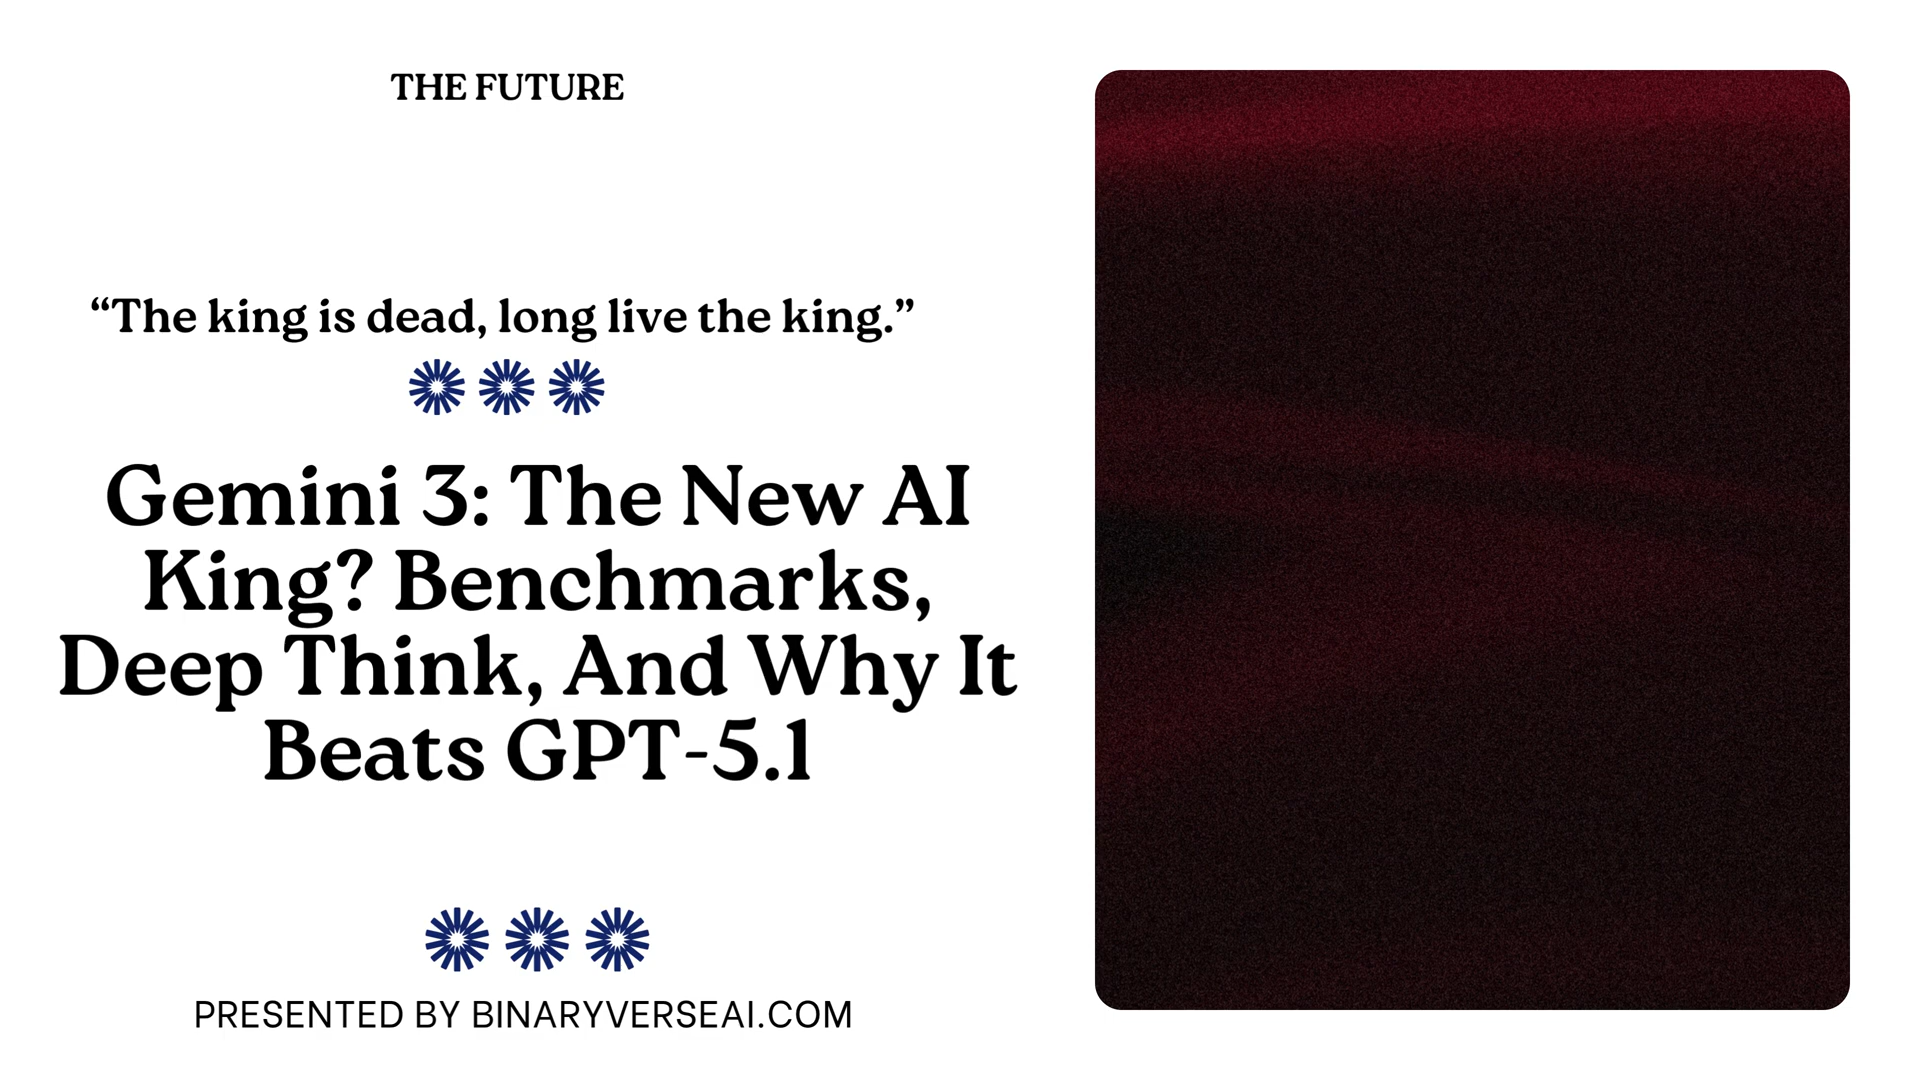 THE FUTURE
“The king is dead, long live the king.”
Gemini 3: The New AI
King? Benchmarks,
Deep Think, And Why It
Beats GPT-5.1
PRESENTED BY BINARYVERSEAI.COM